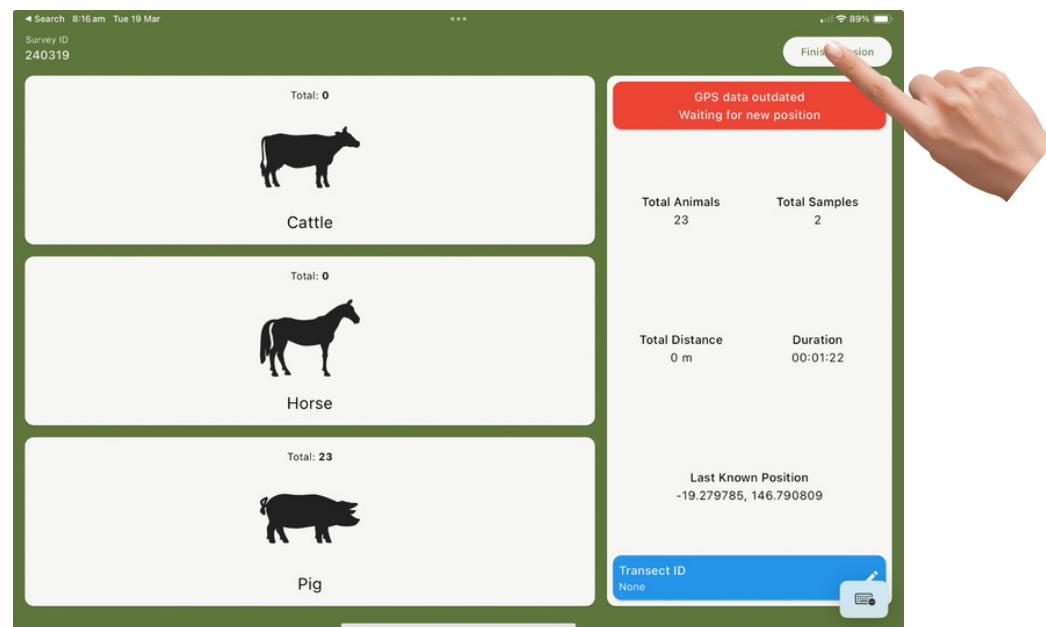 Search 8:16 am Tue 19 Mar
89%
Survey ID
240319
Total: 0
Cattle
Total: 0
Horse
Total: 23
Pig
GPS data outdated
Waiting for new position
Total Animals Total Samples
23 2
Total Distance Duration
0 m 00:01:22
Last Known Position
-19.279785, 146.790809
Transect ID
None